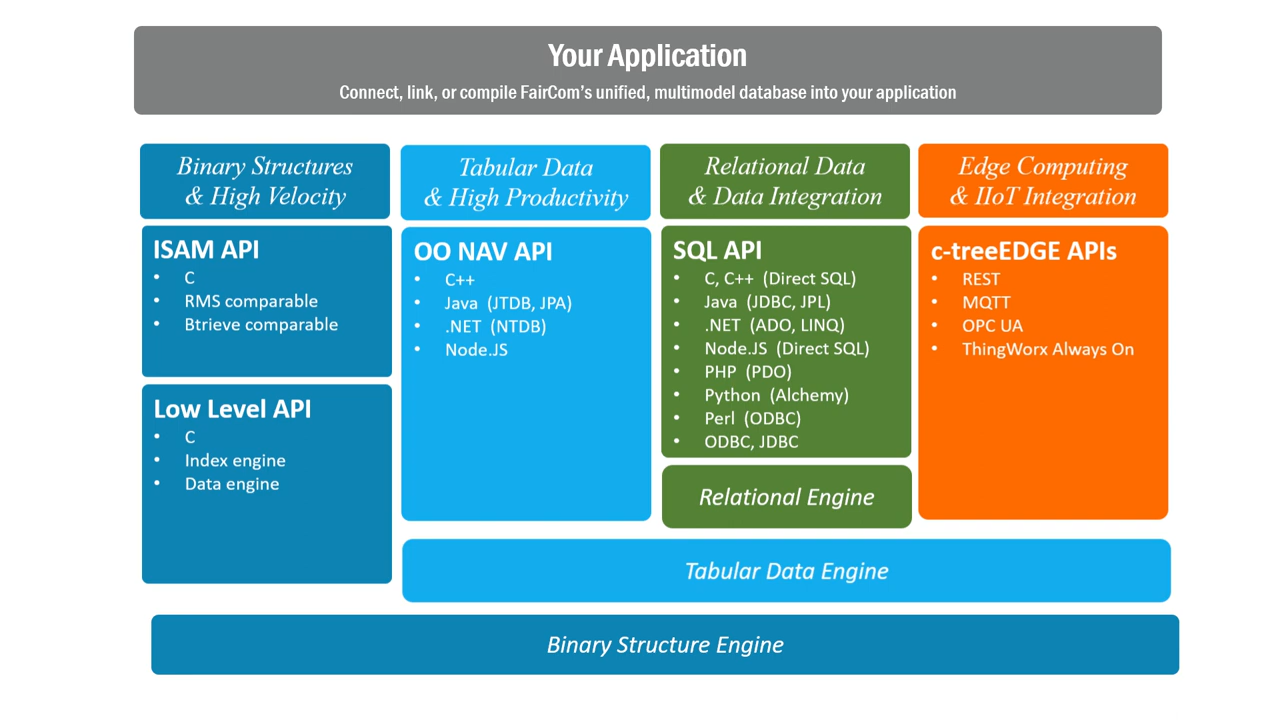 Your Application
Connect, link, or compile FairCom's unified, multimodel database into your application
Binary Structures
& High Velocity
ISAM API
• C
• RMS comparable
• Btrieve comparable
Low Level API
• C
• Index engine
• Data engine
Tabular Data
& High Productivity
OO NAV API
• C++
• Java (JTDB, JPA)
• .NET (NTDB)
• Node.JS
Relational Data
& Data Integration
SQL API
• C, C++ (Direct SQL)
• Java (JDBC, JPL)
• .NET (ADO, LINQ)
• Node.JS (Direct SQL)
• PHP (PDO)
• Python (Alchemy)
• Perl (ODBC)
• ODBC, JDBC
Relational Engine
Edge Computing
& IIoT Integration
c-treeEDGE APIs
• REST
• MQTT
• OPC UA
• ThingWorx Always On
Tabular Data Engine
Binary Structure Engine